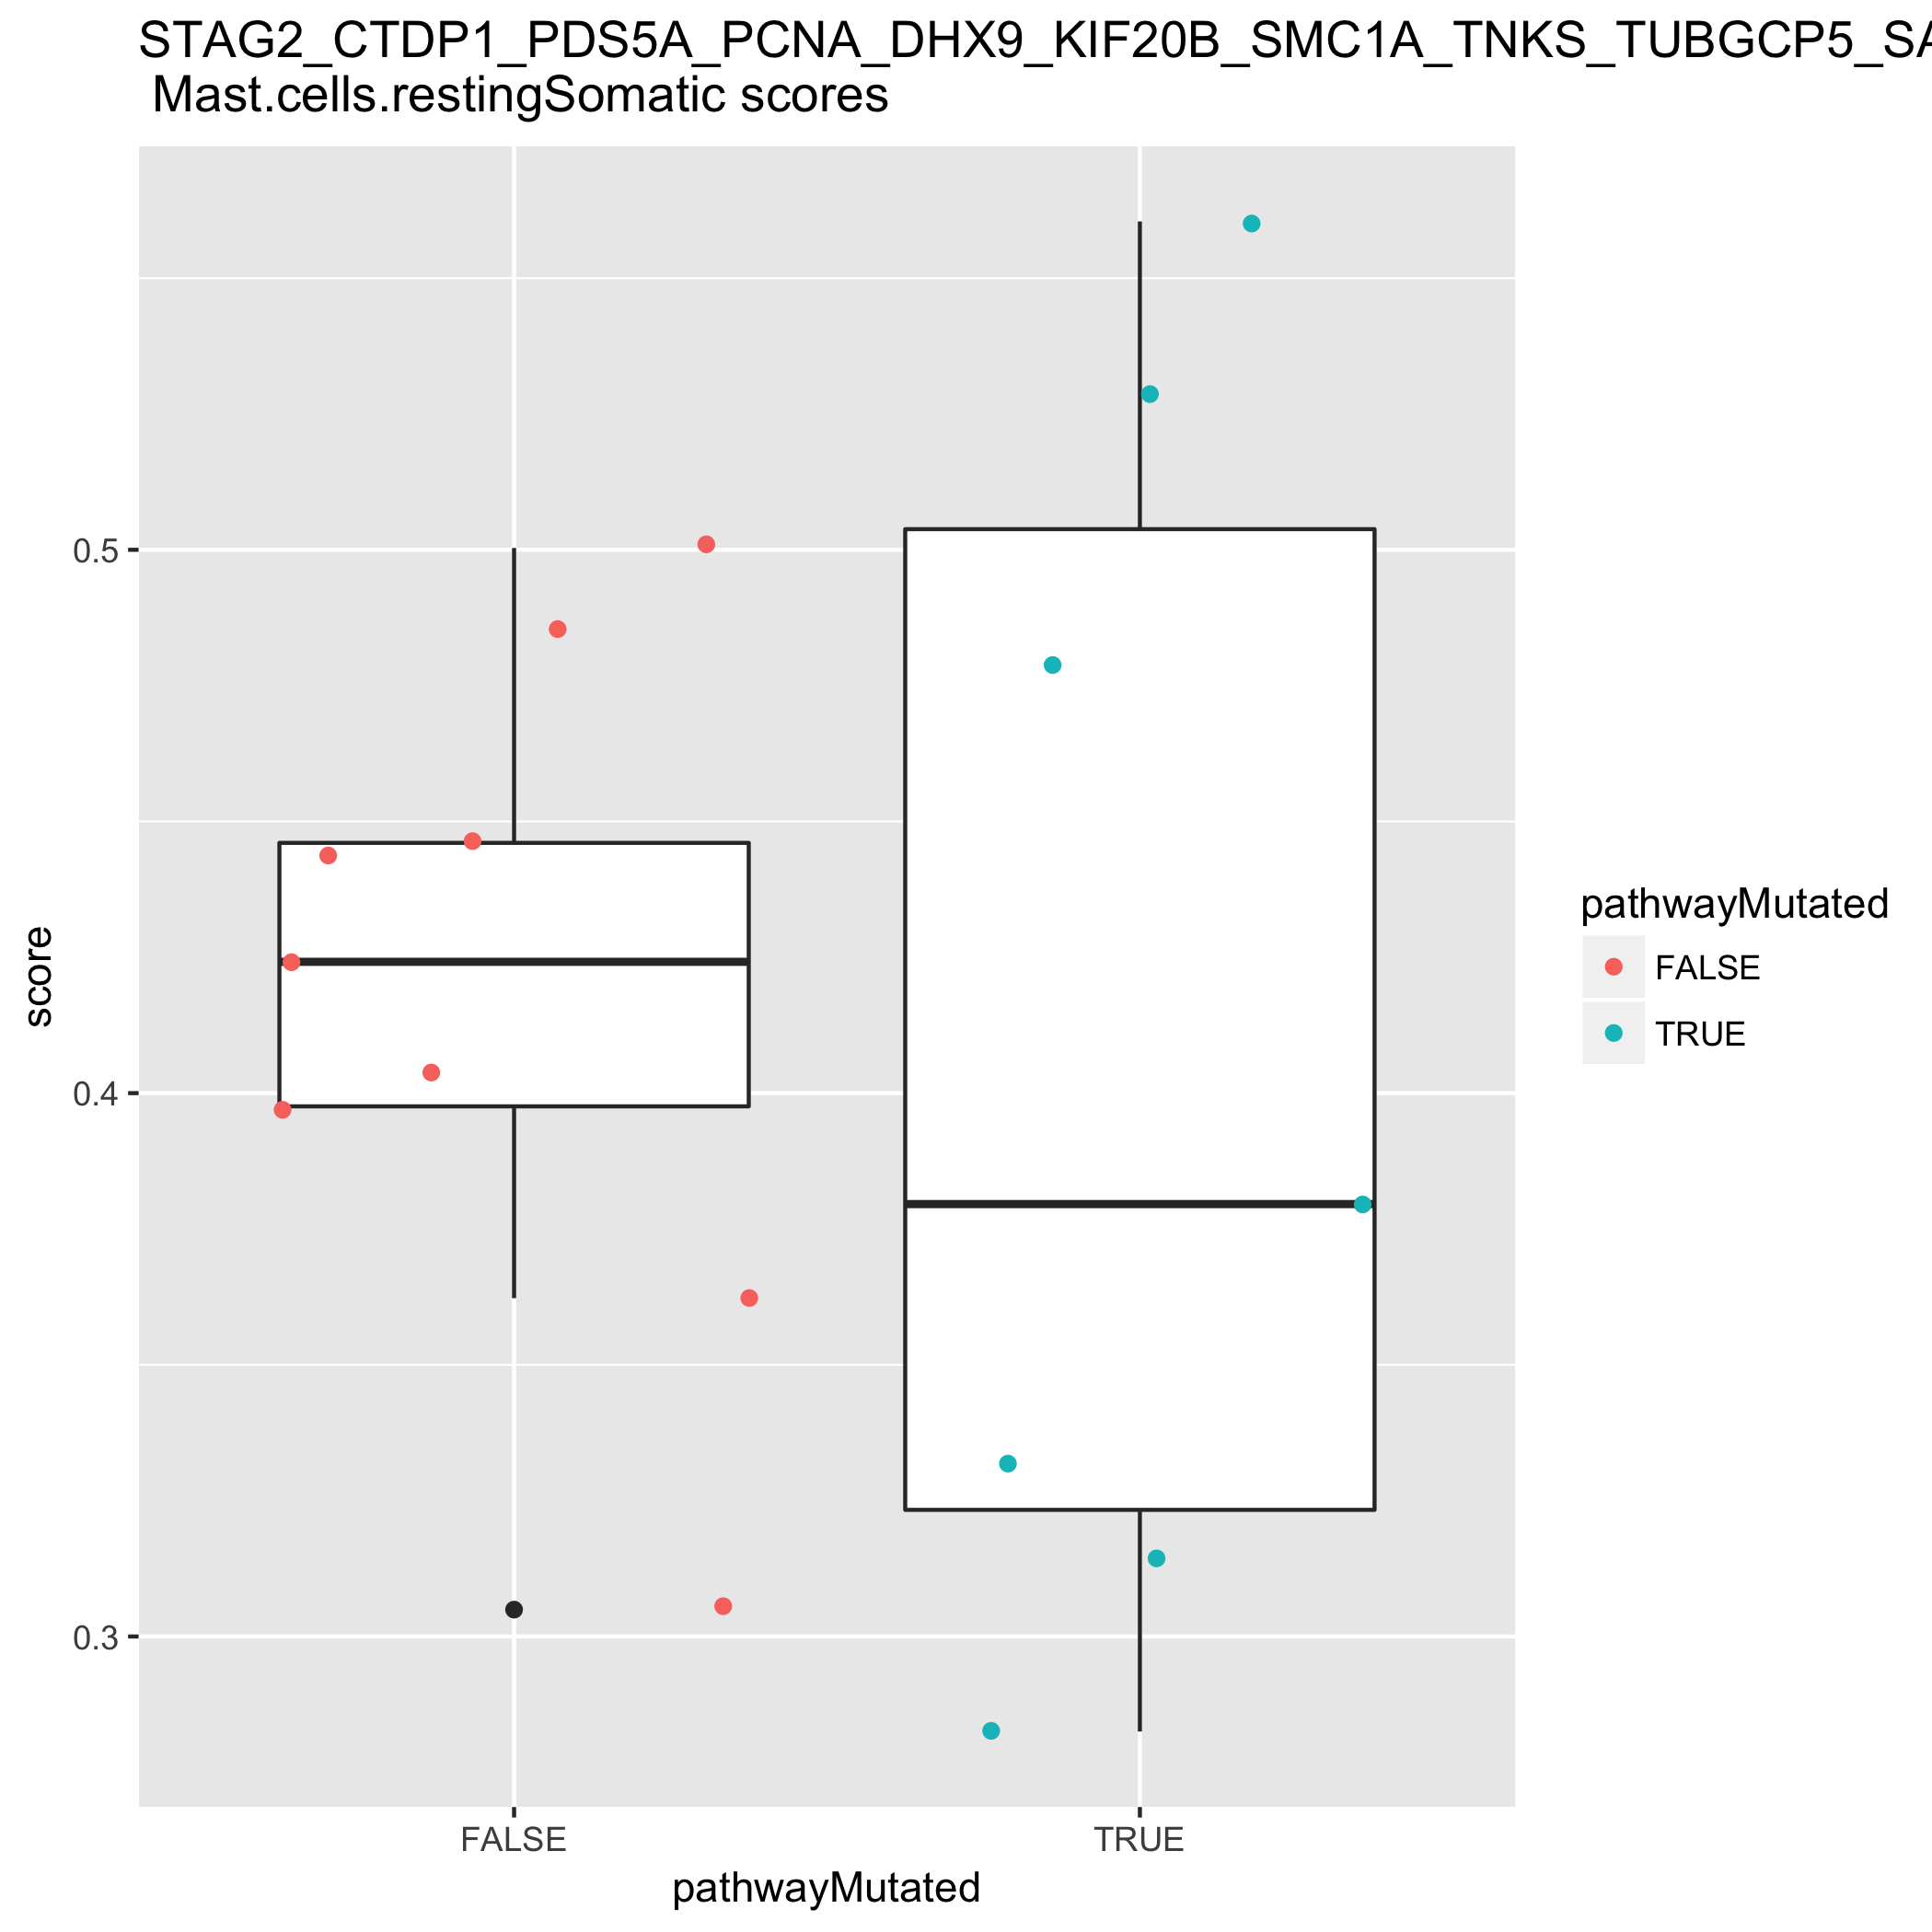 STAG2_CTDP1_PDS5A_PCNA_DHX9_KIF20B_SMC1A_TNKS_TUBGCP5_SA
Mast.cells.restingSomatic scores
0.5
0.4
0.3
score
FALSE
TRUE
pathwayMutated
pathwayMutated
FALSE
TRUE